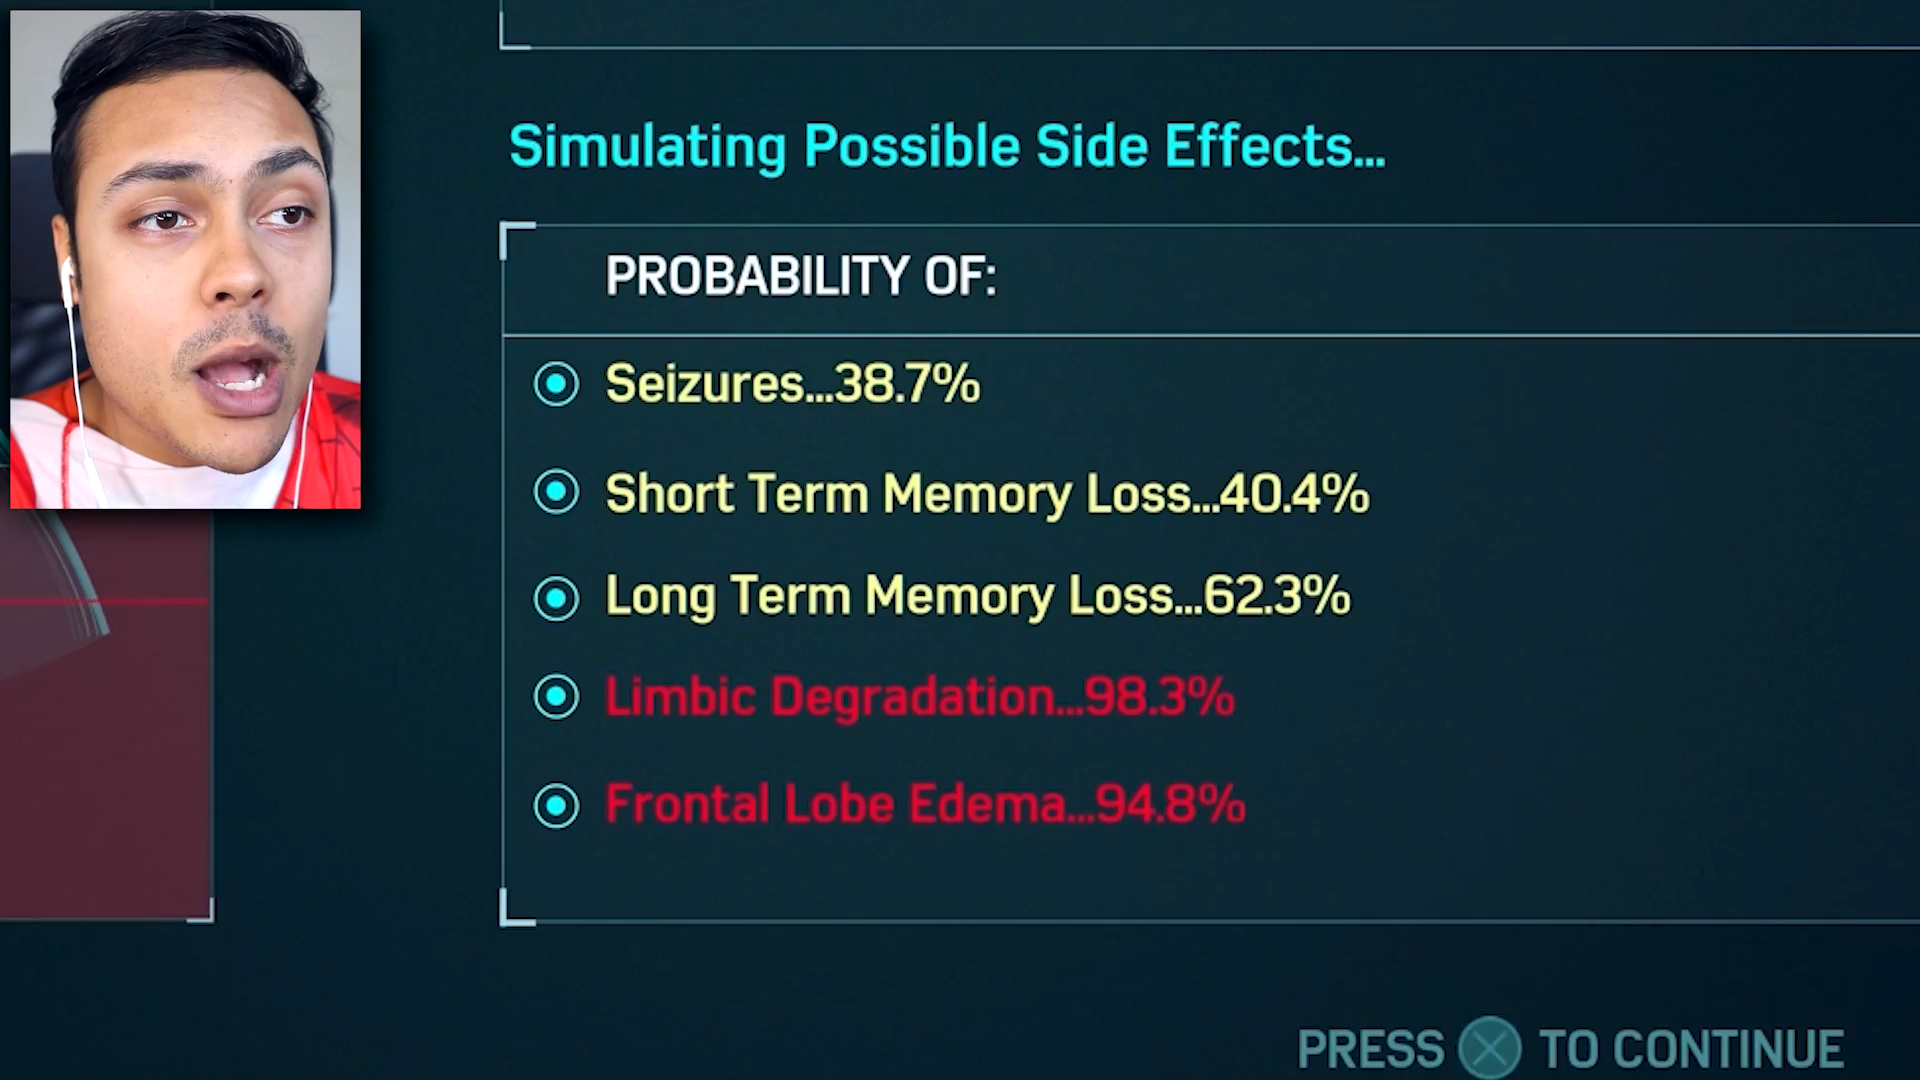 Simulating Possible Side Effects...
PROBABILITY OF:
Seizures...38.7%
Short Term Memory Loss...40.4%
Long Term Memory Loss...62.3%
Limbic Degradation...98.3%
Frontal Lobe Edema...94.8%
PRESS TO CONTINUE